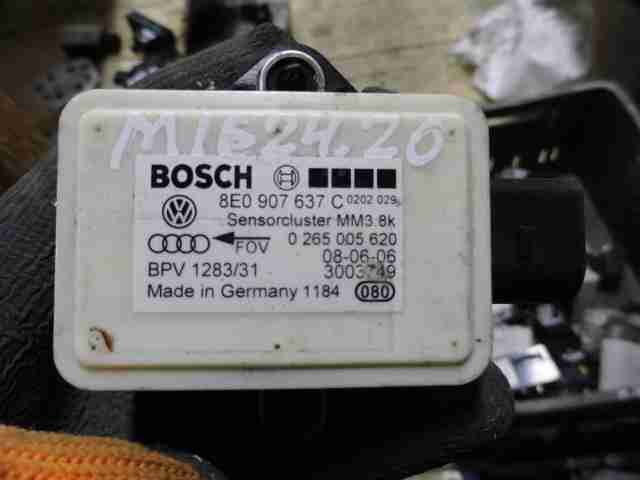 M1624.20
BOSCH
8E0 907 637 C 0202 029
Sensorcluster MM3.8k
0 265 005 620
FOV
08-06-06
BPV 1283/31 3003749
Made in Germany 1184 080